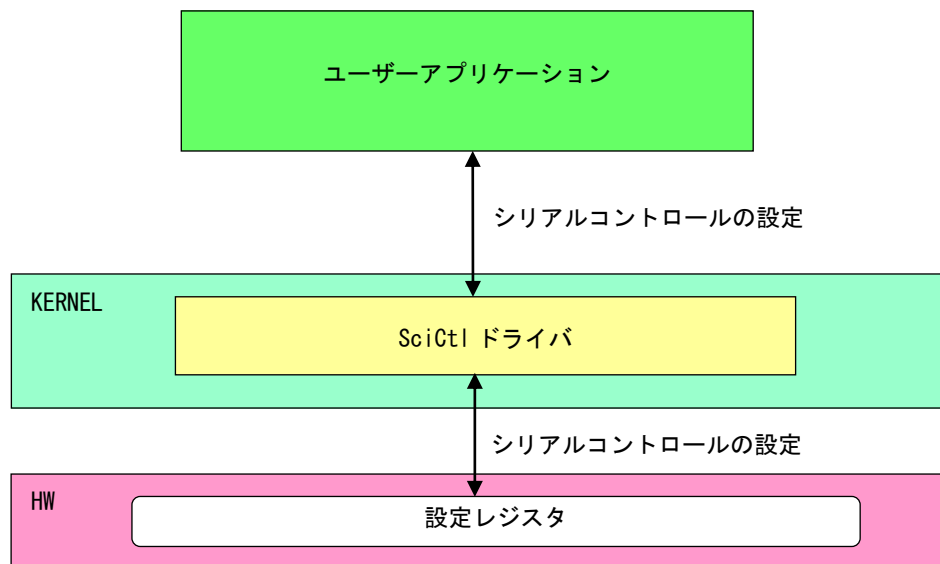 ユーザーアプリケーション
シリアルコントロールの設定
KERNEL
SciCtl ドライバ
シリアルコントロールの設定
HW
設定レジスタ